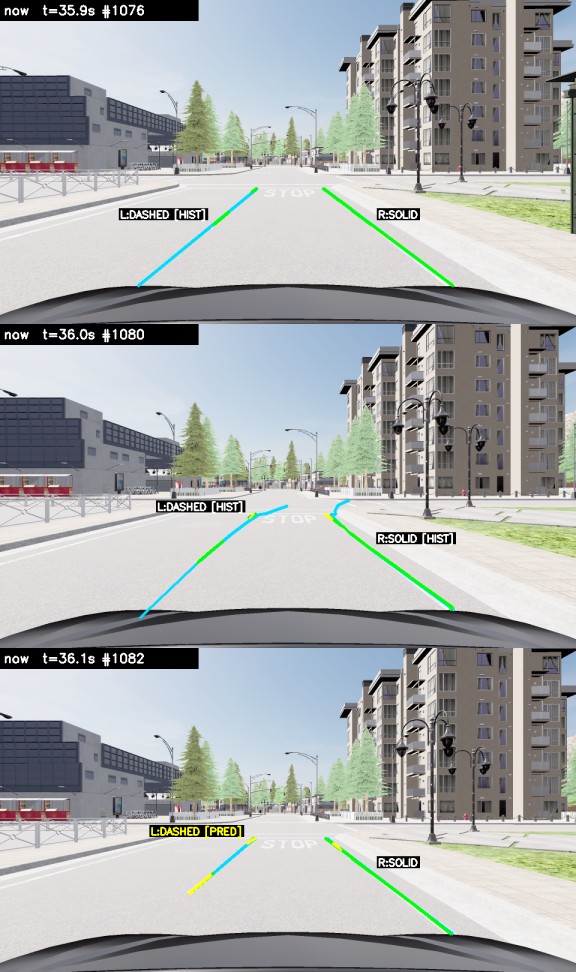 now t=35.9s #1076
L:DASHED [HIST]
R:SOLID
STOP
now t=36.0s #1080
L:DASHED [HIST]
R:SOLID [HIST]
STOP
now t=36.1s #1082
L:DASHED [PRED]
R:SOLID
STOP